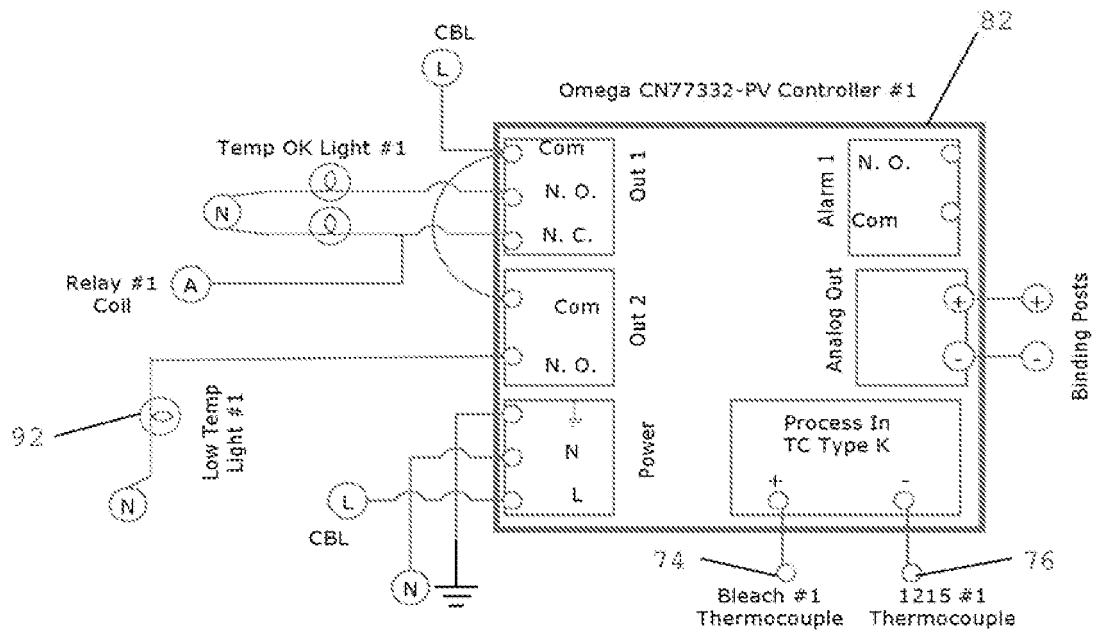 CBL
82
L
Omega CN77332-PV Controller #1
Temp OK Light #1
Com
N. O.
N. C.
Out 1
N. O.
Com
Alarm 1
N
Relay #1
Coil
A
Com
N. O.
Out 2
Analog Out
+
-
+
-
Binding Posts
92
Low Temp
Light #1
N
N
L
Power
Process In
TC Type K
+
-
L
CBL
N
74
Bleach #1
Thermocouple
76
1215 #1
Thermocouple